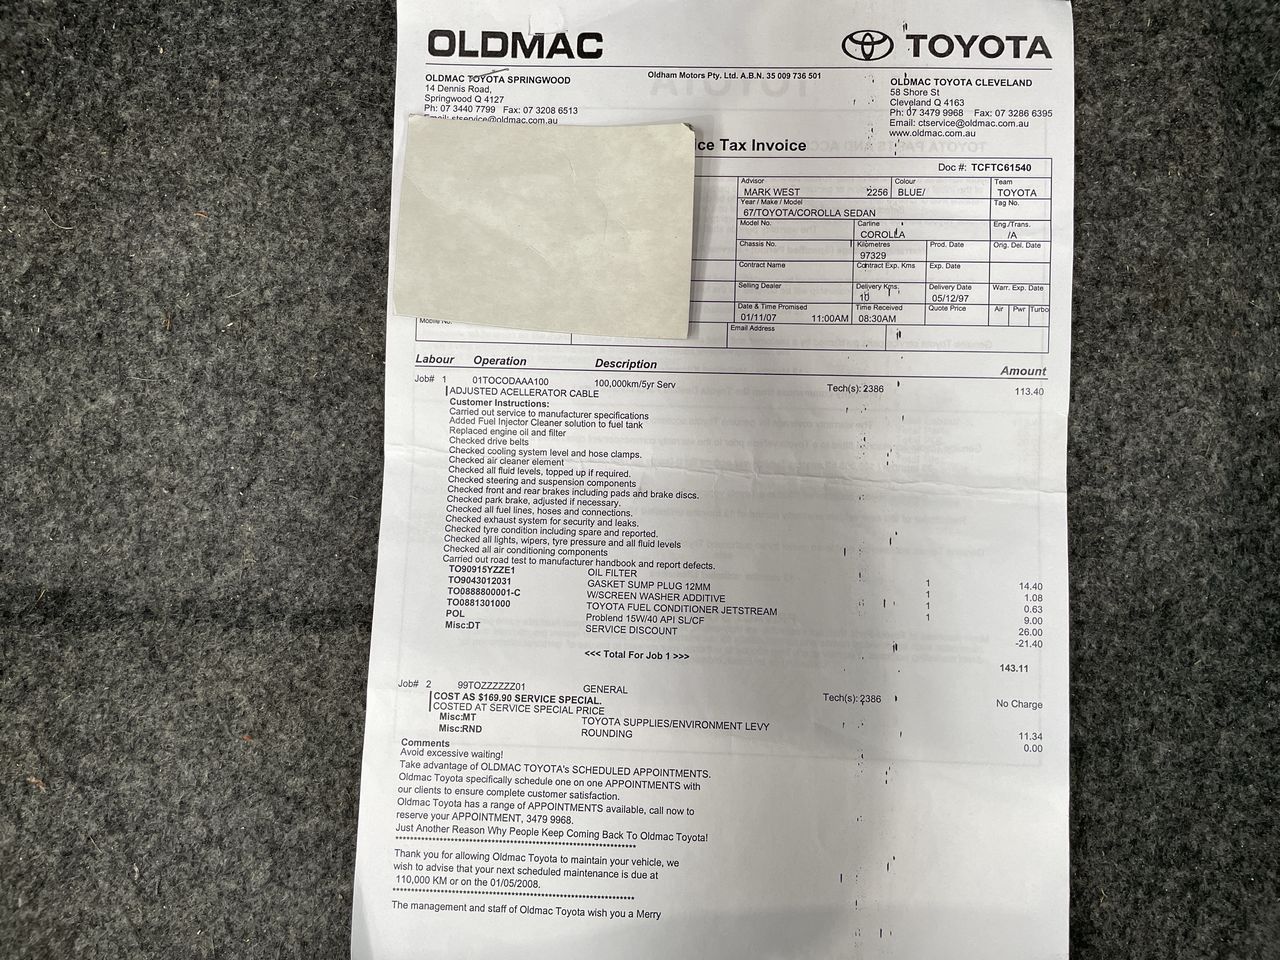 OLDMAC
TOYOTA
OLDMAC TOYOTA SPRINGWOOD
14 Dennis Road,
Springwood Q 4127
Ph: 07 3440 7799 Fax: 07 3208 6513
Email: ctservice@oldmac.com.au
Oldham Motors Pty. Ltd. A.B.N. 35 009 736 501
OLDMAC TOYOTA CLEVELAND
58 Shore St
Cleveland Q 4163
Ph: 07 3479 9968 Fax: 07 3286 6395
Email: ctservice@oldmac.com.au
www.oldmac.com.au
ice Tax Invoice
Doc #: TCFTC61540
Advisor Colour Team
MARK WEST 2256 BLUE/ TOYOTA
Year / Make / Model Tag No.
67/TOYOTA/COROLLA SEDAN
Model No. Carline Eng./Trans.
COROLLA /A
Chassis No. Kilometres Prod. Date Orig. Del. Date
97329
Contract Name Contract Exp. Kms Exp. Date
Selling Dealer Delivery Kms. Delivery Date Warr. Exp. Date
10 05/12/97
Date & Time Promised Time Received Quote Price Air Pwr Turbo
01/11/07 11:00AM 08:30AM
Mobile No. Email Address
Labour Operation Description Amount
Job# 1 01TOCODAAA100 100,000km/5yr Serv Tech(s): 2386 113.40
ADJUSTED ACELLERATOR CABLE
Customer Instructions:
Carried out service to manufacturer specifications
Added Fuel Injector Cleaner solution to fuel tank
Replaced engine oil and filter
Checked drive belts
Checked cooling system level and hose clamps.
Checked air cleaner element
Checked all fluid levels, topped up if required.
Checked steering and suspension components
Checked front and rear brakes including pads and brake discs.
Checked park brake, adjusted if necessary.
Checked all fuel lines, hoses and connections.
Checked exhaust system for security and leaks.
Checked tyre condition including spare and reported.
Checked all lights, wipers, tyre pressure and all fluid levels
Checked all air conditioning components
Carried out road test to manufacturer handbook and report defects.
TO90915YZZE1 OIL FILTER 1 14.40
TO9043012031 GASKET SUMP PLUG 12MM 1 1.08
TO0888800001-C W/SCREEN WASHER ADDITIVE 1 0.63
TO0881301000 TOYOTA FUEL CONDITIONER JETSTREAM 1 9.00
POL Problend 15W/40 API SL/CF 26.00
Misc:DT SERVICE DISCOUNT -21.40
<<< Total For Job 1 >>> 143.11
Job# 2 99TOZZZZZZ01 GENERAL Tech(s): 2386 No Charge
COST AS $169.90 SERVICE SPECIAL.
COSTED AT SERVICE SPECIAL PRICE
Misc:MT TOYOTA SUPPLIES/ENVIRONMENT LEVY 11.34
Misc:RND ROUNDING 0.00
Comments
Avoid excessive waiting!
Take advantage of OLDMAC TOYOTA's SCHEDULED APPOINTMENTS.
Oldmac Toyota specifically schedule one on one APPOINTMENTS with
our clients to ensure complete customer satisfaction.
Oldmac Toyota has a range of APPOINTMENTS available, call now to
reserve your APPOINTMENT, 3479 9968.
Just Another Reason Why People Keep Coming Back To Oldmac Toyota!
Thank you for allowing Oldmac Toyota to maintain your vehicle, we
wish to advise that your next scheduled maintenance is due at
110,000 KM or on the 01/05/2008.
The management and staff of Oldmac Toyota wish you a Merry